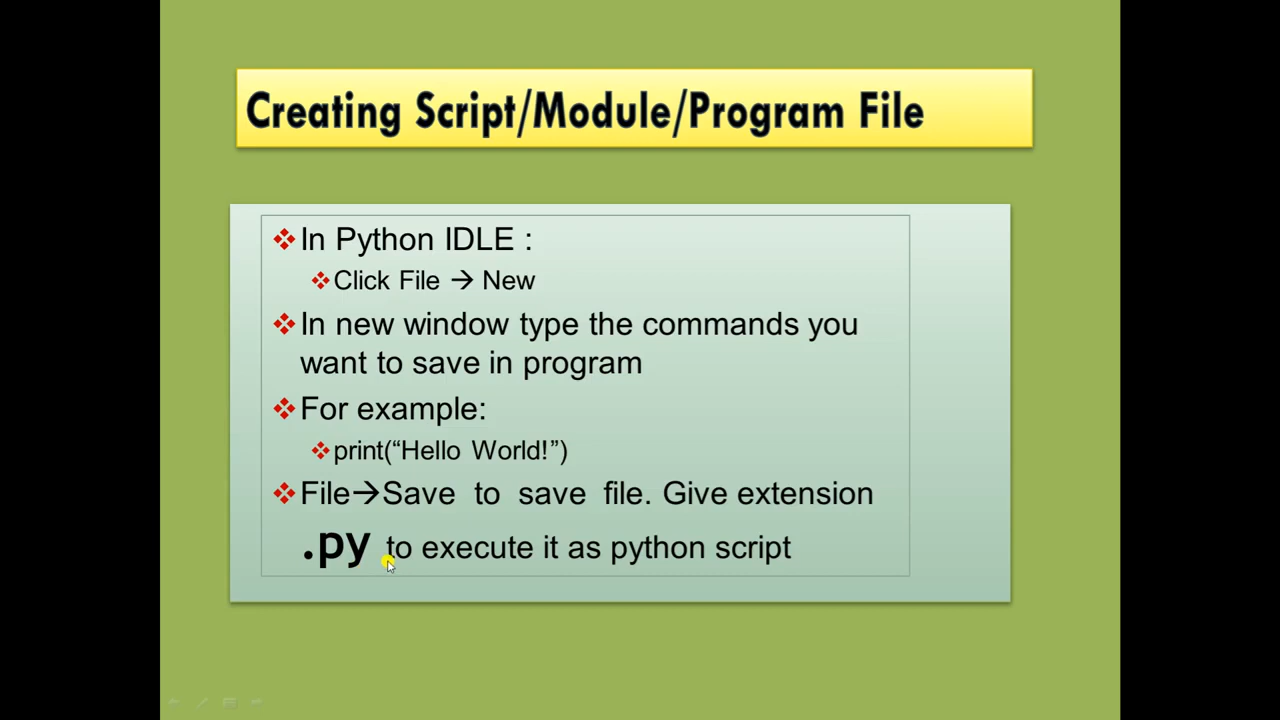 Creating Script/Module/Program File
In Python IDLE :
Click File → New
In new window type the commands you
want to save in program
For example:
print(“Hello World!”)
File→Save to save file. Give extension
.py to execute it as python script